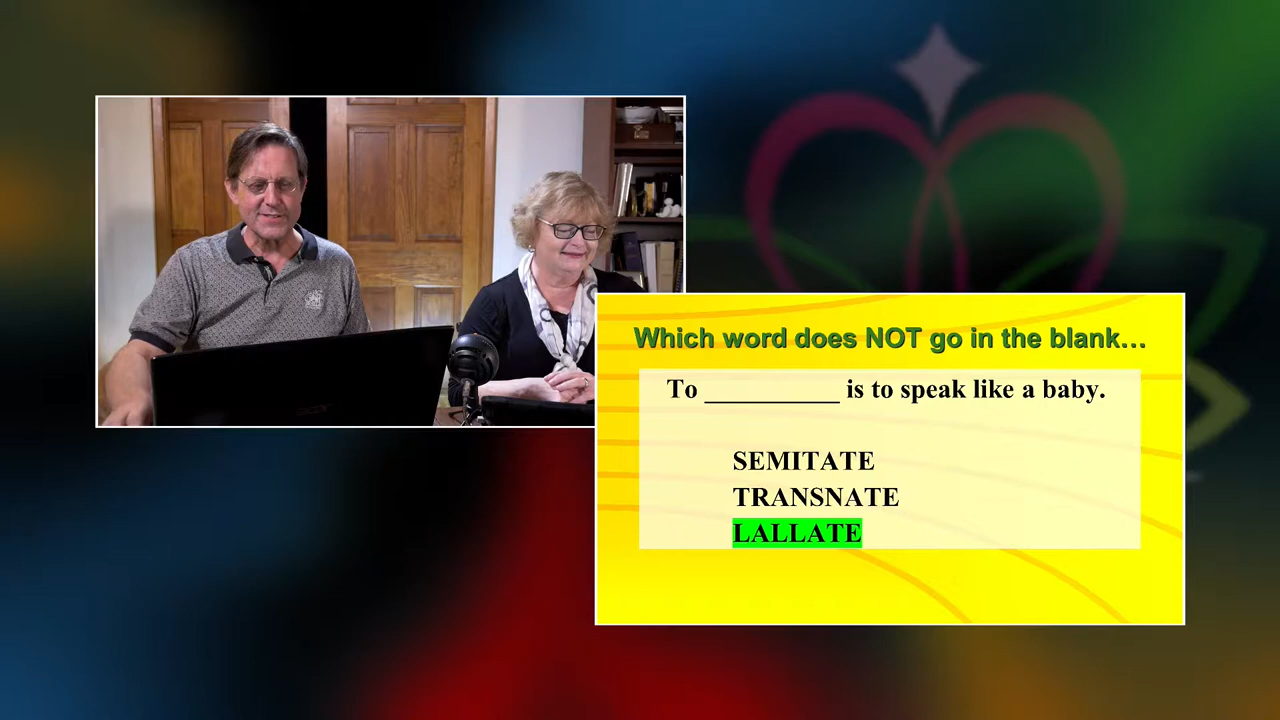 Which word does NOT go in the blank...
To __________ is to speak like a baby.
SEMITATE
TRANSNATE
LALLATE